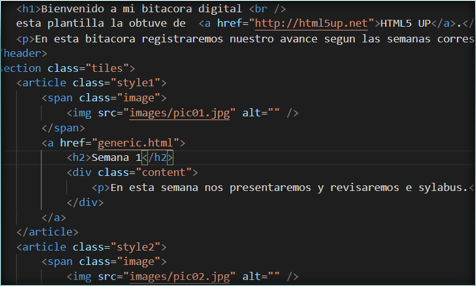 <h1>Bienvenido a mi bitacora digital <br />
esta plantilla la obtuve de  <a href="http://html5up.net">HTML5 UP</a>.</
<p>En esta bitacora registraremos nuestro avance segun las semanas corres
/header>
section class="tiles">
<article class="style1">
<span class="image">
<img src="images/pic01.jpg" alt="" />
</span>
<a href="generic.html">
<h2>Semana 1</h2>
<div class="content">
<p>En esta semana nos presentaremos y revisaremos e sylabus.<
</div>
</a>
</article>
<article class="style2">
<span class="image">
<img src="images/pic02.jpg" alt="" />